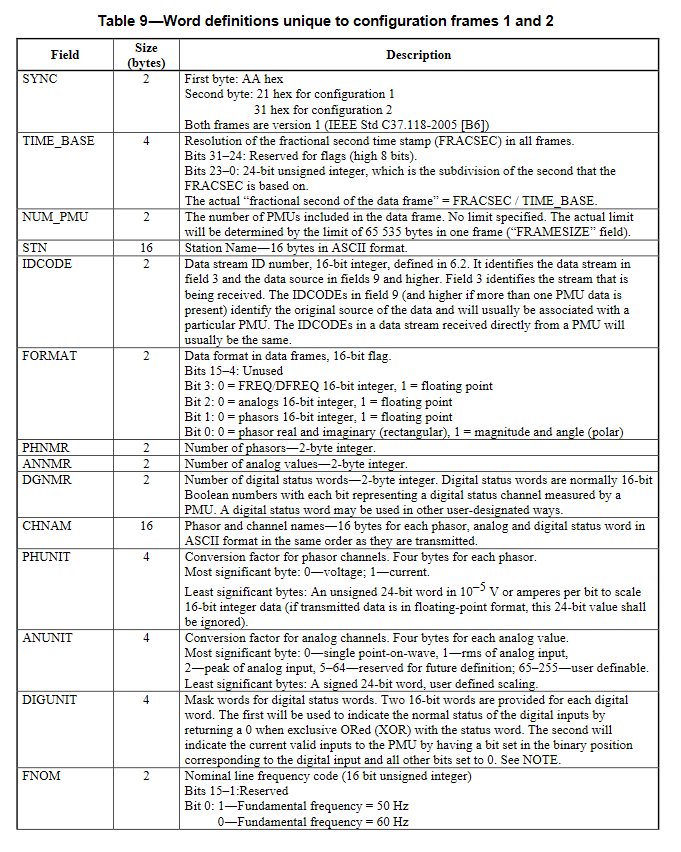 Table 9—Word definitions unique to configuration frames 1 and 2
Field
Size
(bytes)
Description
SYNC
2
First byte: AA hex
Second byte: 21 hex for configuration 1
31 hex for configuration 2
Both frames are version 1 (IEEE Std C37.118-2005 [B6])
TIME_BASE
4
Resolution of the fractional second time stamp (FRACSEC) in all frames.
Bits 31–24: Reserved for flags (high 8 bits).
Bits 23–0: 24-bit unsigned integer, which is the subdivision of the second that the
FRACSEC is based on.
The actual “fractional second of the data frame” = FRACSEC / TIME_BASE.
NUM_PMU
2
The number of PMUs included in the data frame. No limit specified. The actual limit
will be determined by the limit of 65 535 bytes in one frame (“FRAMESIZE” field).
STN
16
Station Name—16 bytes in ASCII format.
IDCODE
2
Data stream ID number, 16-bit integer, defined in 6.2. It identifies the data stream in
field 3 and the data source in fields 9 and higher. Field 3 identifies the stream that is
being received. The IDCODEs in field 9 (and higher if more than one PMU data is
present) identify the original source of the data and will usually be associated with a
particular PMU. The IDCODEs in a data stream received directly from a PMU will
usually be the same.
FORMAT
2
Data format in data frames, 16-bit flag.
Bits 15–4: Unused
Bit 3: 0 = FREQ/DFREQ 16-bit integer, 1 = floating point
Bit 2: 0 = analogs 16-bit integer, 1 = floating point
Bit 1: 0 = phasors 16-bit integer, 1 = floating point
Bit 0: 0 = phasor real and imaginary (rectangular), 1 = magnitude and angle (polar)
PHNMR
2
Number of phasors—2-byte integer.
ANNMR
2
Number of analog values—2-byte integer.
DGNMR
2
Number of digital status words—2-byte integer. Digital status words are normally 16-bit
Boolean numbers with each bit representing a digital status channel measured by a
PMU. A digital status word may be used in other user-designated ways.
CHNAM
16
Phasor and channel names—16 bytes for each phasor, analog and digital status word in
ASCII format in the same order as they are transmitted.
PHUNIT
4
Conversion factor for phasor channels. Four bytes for each phasor.
Most significant byte: 0—voltage; 1—current.
Least significant bytes: An unsigned 24-bit word in 10⁻⁵ V or amperes per bit to scale
16-bit integer data (if transmitted data is in floating-point format, this 24-bit value shall
be ignored).
ANUNIT
4
Conversion factor for analog channels. Four bytes for each analog value.
Most significant byte: 0—single point-on-wave, 1—rms of analog input,
2—peak of analog input, 5–64—reserved for future definition; 65–255—user definable.
Least significant bytes: A signed 24-bit word, user defined scaling.
DIGUNIT
4
Mask words for digital status words. Two 16-bit words are provided for each digital
word. The first will be used to indicate the normal status of the digital inputs by
returning a 0 when exclusive ORed (XOR) with the status word. The second will
indicate the current valid inputs to the PMU by having a bit set in the binary position
corresponding to the digital input and all other bits set to 0. See NOTE.
FNOM
2
Nominal line frequency code (16 bit unsigned integer)
Bits 15–1:Reserved
Bit 0: 1—Fundamental frequency = 50 Hz
0—Fundamental frequency = 60 Hz